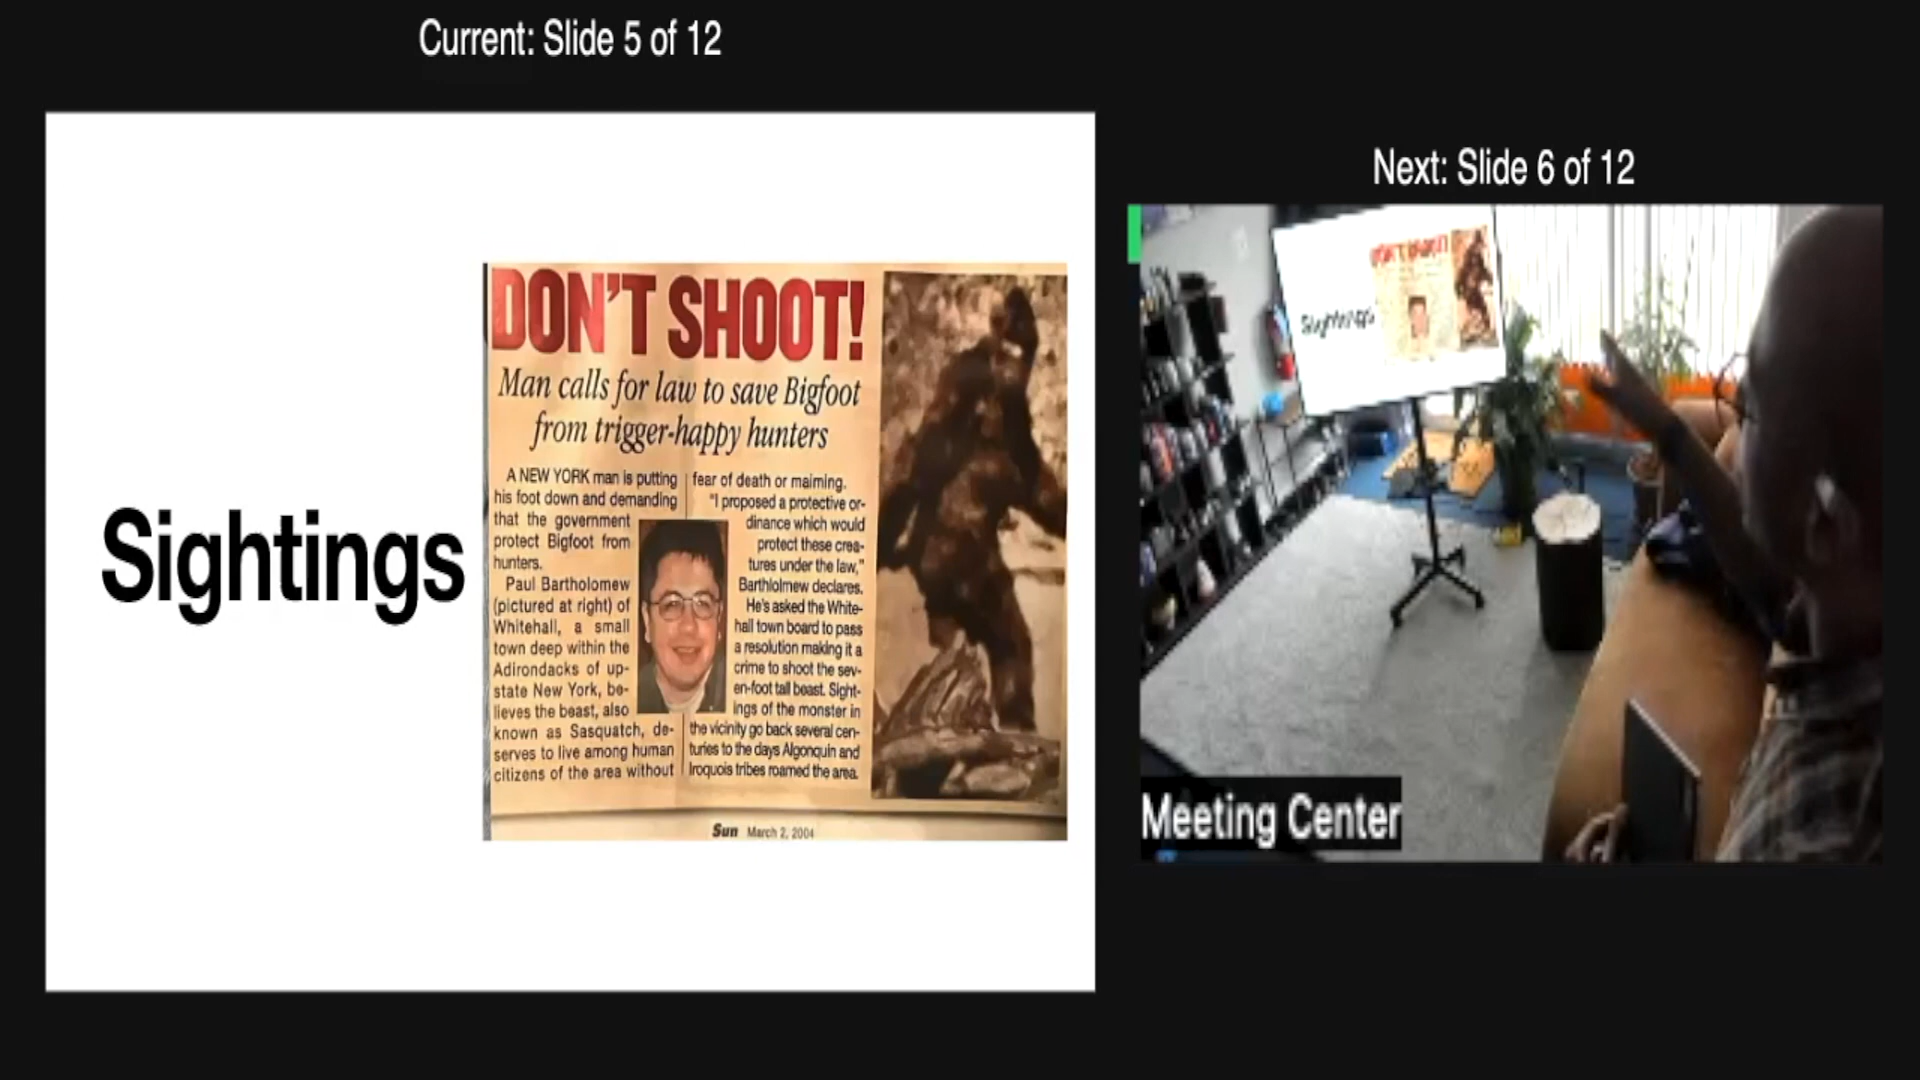 Current: Slide 5 of 12
Sightings
DON'T SHOOT!
Man calls for law to save Bigfoot
from trigger-happy hunters
A NEW YORK man is putting
his foot down and demanding
that the government
protect Bigfoot from
hunters.
Paul Bartholomew
(pictured at right) of
Whitehall, a small
town deep within the
Adirondacks of up-
state New York, be-
lieves the beast, also
known as Sasquatch, de-
serves to live among human
citizens of the area without
fear of death or maiming.
"I proposed a protective or-
dinance which would
protect these crea-
tures under the law,"
Barthlolmew declares.
He's asked the White-
hall town board to pass
a resolution making it a
crime to shoot the sev-
en-foot tall beast. Sight-
ings of the monster in
the vicinity go back several cen-
turies to the days Algonquin and
Iroquois tribes roamed the area.
Sun March 2, 2004
Next: Slide 6 of 12
DON'T SHOOT!
Sightings
Meeting Center